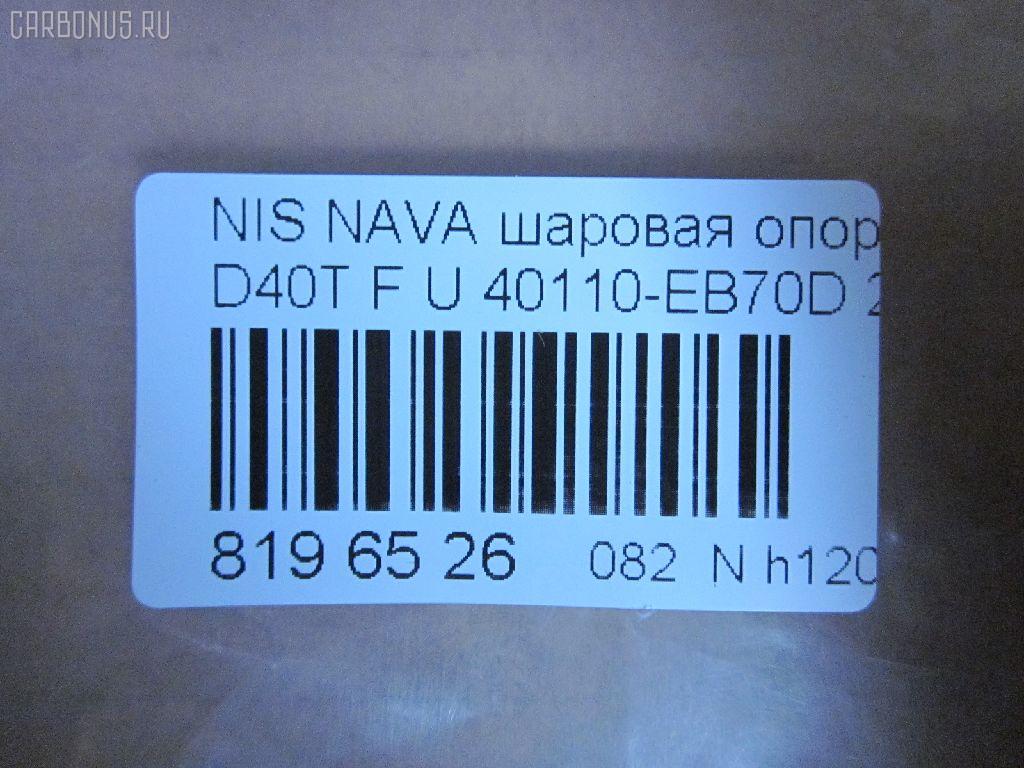 CARBONUS.RU
NIS NAVA шаровая опор
D40T F U 40110-EB70D 2
819 65 26 082 N h120